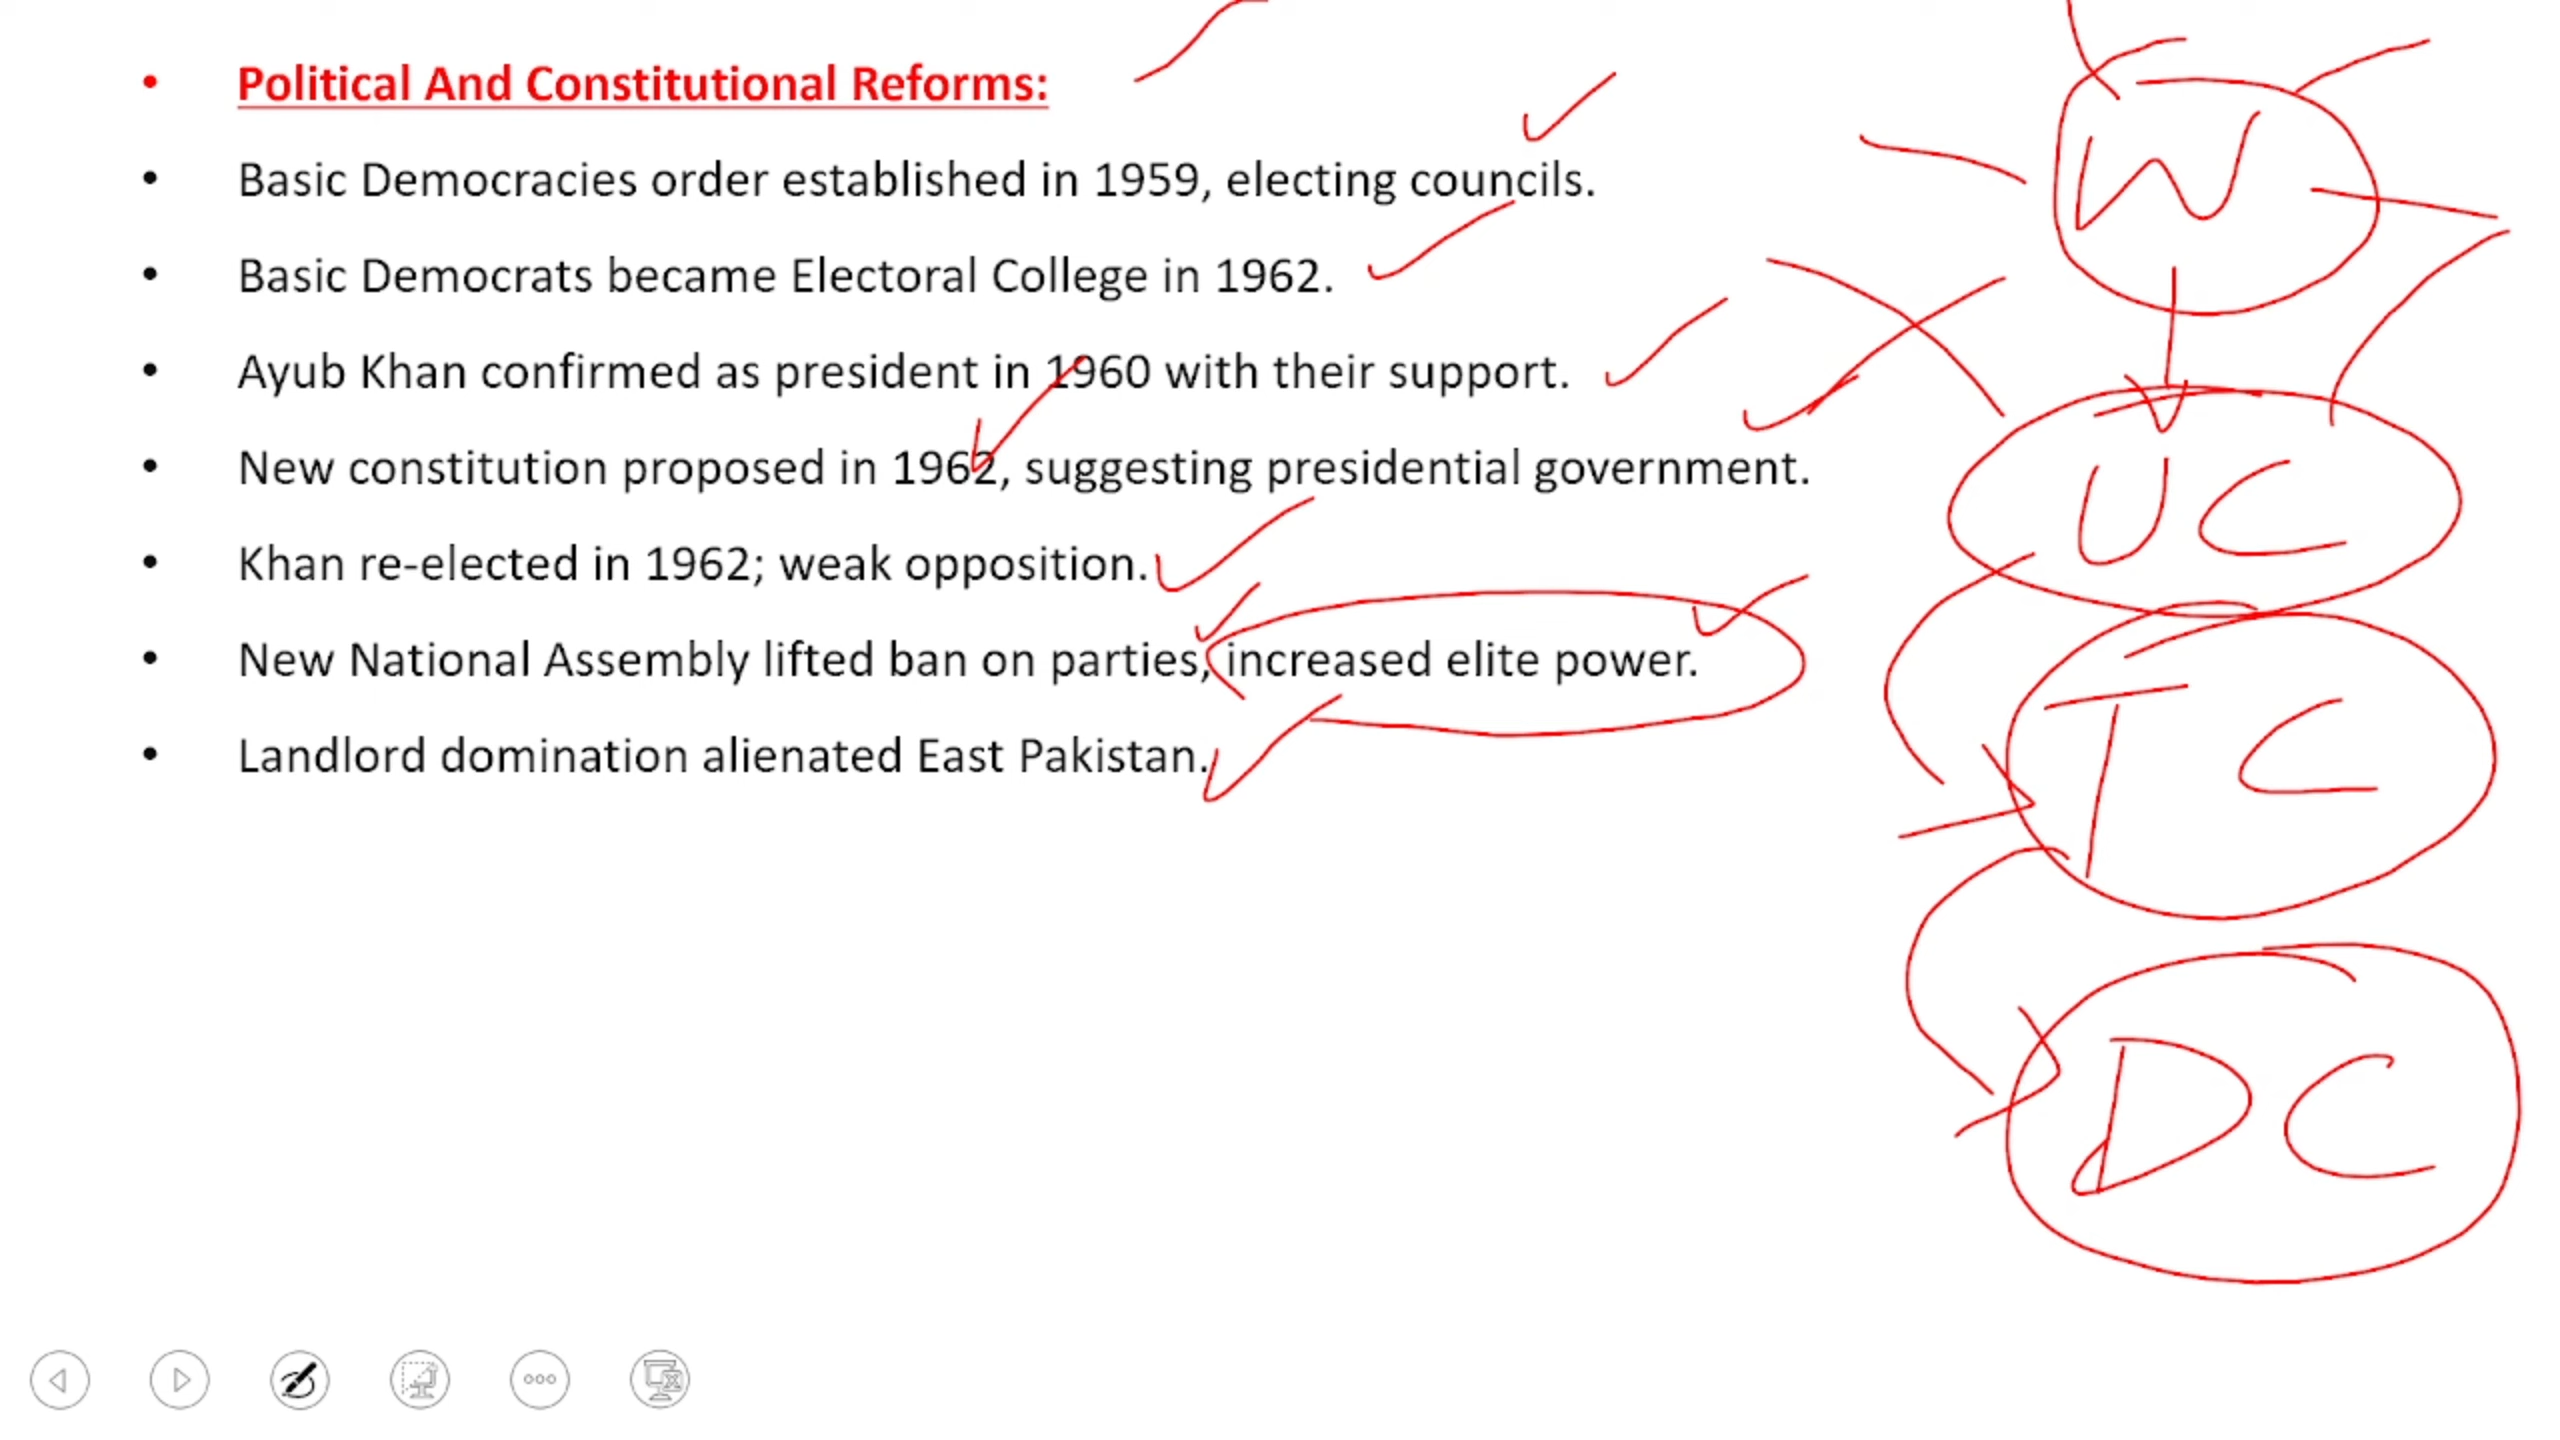 • Political And Constitutional Reforms:
• Basic Democracies order established in 1959, electing councils.
• Basic Democrats became Electoral College in 1962.
• Ayub Khan confirmed as president in 1960 with their support.
• New constitution proposed in 1962, suggesting presidential government.
• Khan re-elected in 1962; weak opposition.
• New National Assembly lifted ban on parties, increased elite power.
• Landlord domination alienated East Pakistan.
W
UC
TC
DC